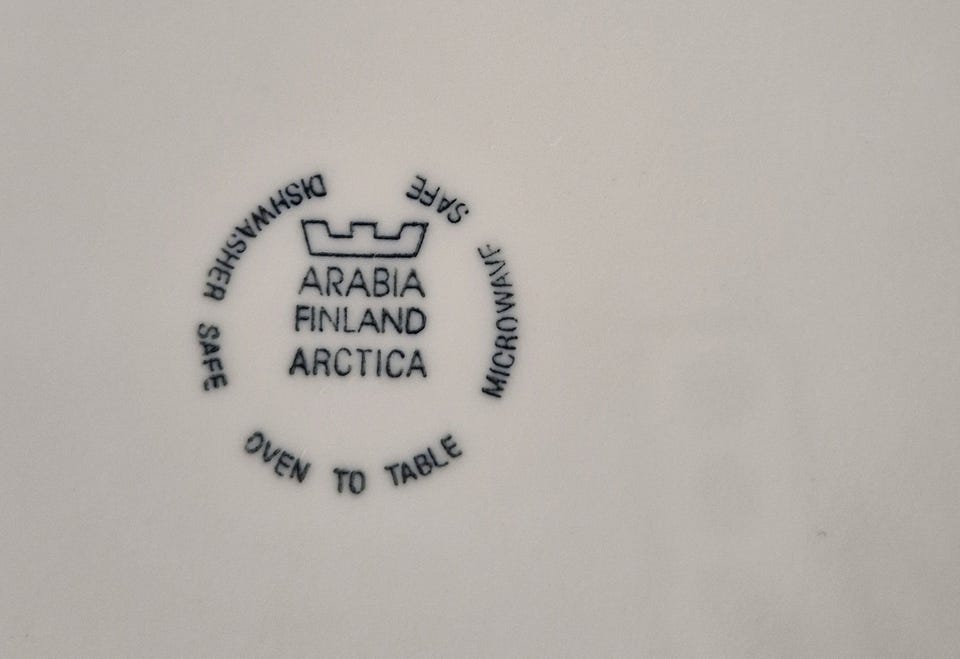 ARABIA
FINLAND
ARCTICA
DISHWASHER SAFE
OVEN TO TABLE
MICROWAVE SAFE